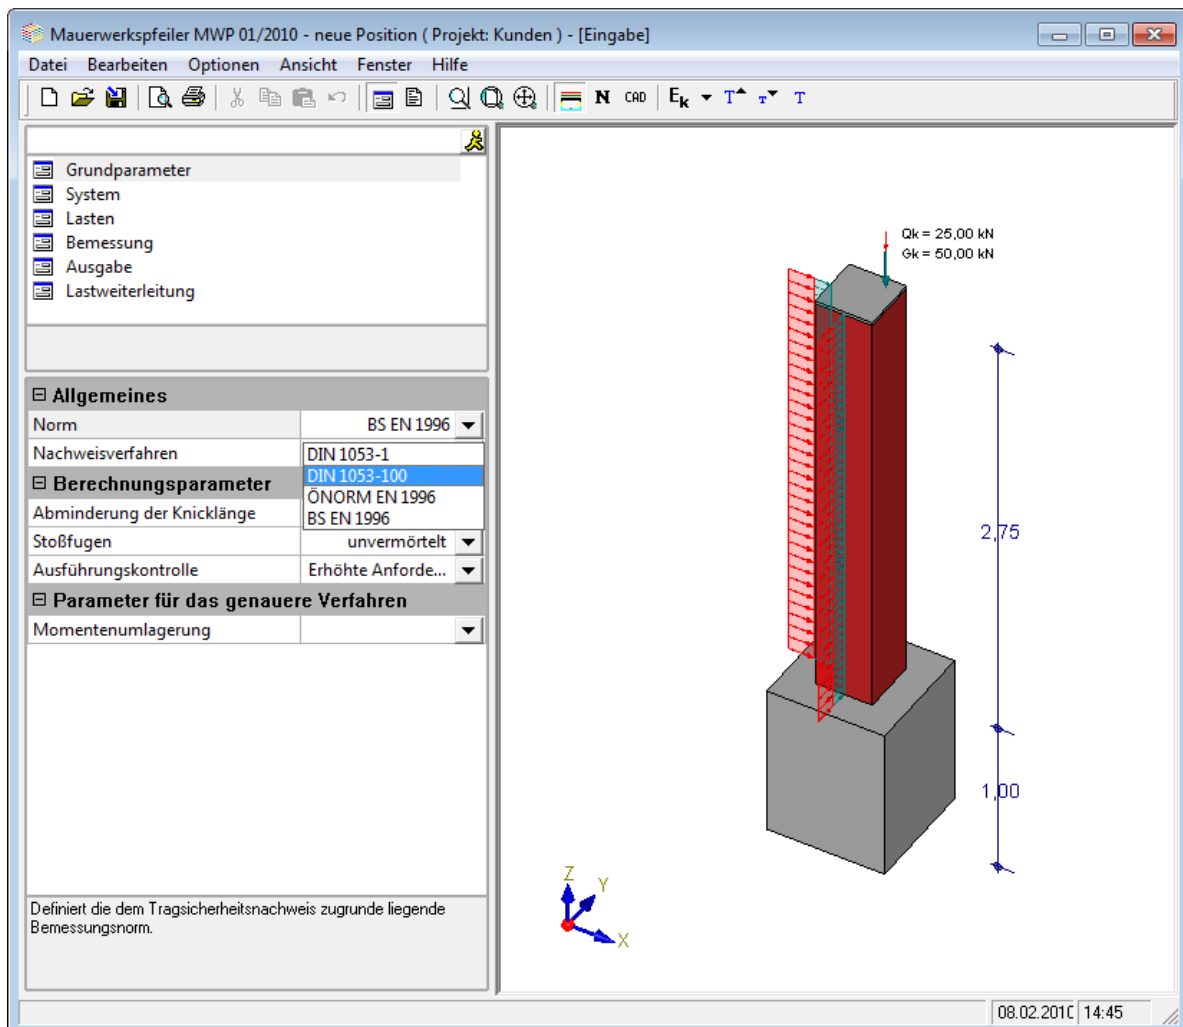 Mauerwerkspfeiler MWP 01/2010 - neue Position ( Projekt: Kunden ) - [Eingabe]
Datei Bearbeiten Optionen Ansicht Fenster Hilfe
N CAD Ek T T T
Grundparameter
System
Lasten
Bemessung
Ausgabe
Lastweiterleitung
Allgemeines
Norm BS EN 1996
Nachweisverfahren DIN 1053-1
DIN 1053-100
Berechnungsparameter
ÖNORM EN 1996
Abminderung der Knicklänge BS EN 1996
Stoßfugen unvermörtelt
Ausführungskontrolle Erhöhte Anforde...
Parameter für das genauere Verfahren
Momentenumlagerung
Definiert die dem Tragsicherheitsnachweis zugrunde liegende
Bemessungsnorm.
Qk = 25,00 kN
Gk = 50,00 kN
2,75
1,00
Z
Y
X
08.02.2010 14:45